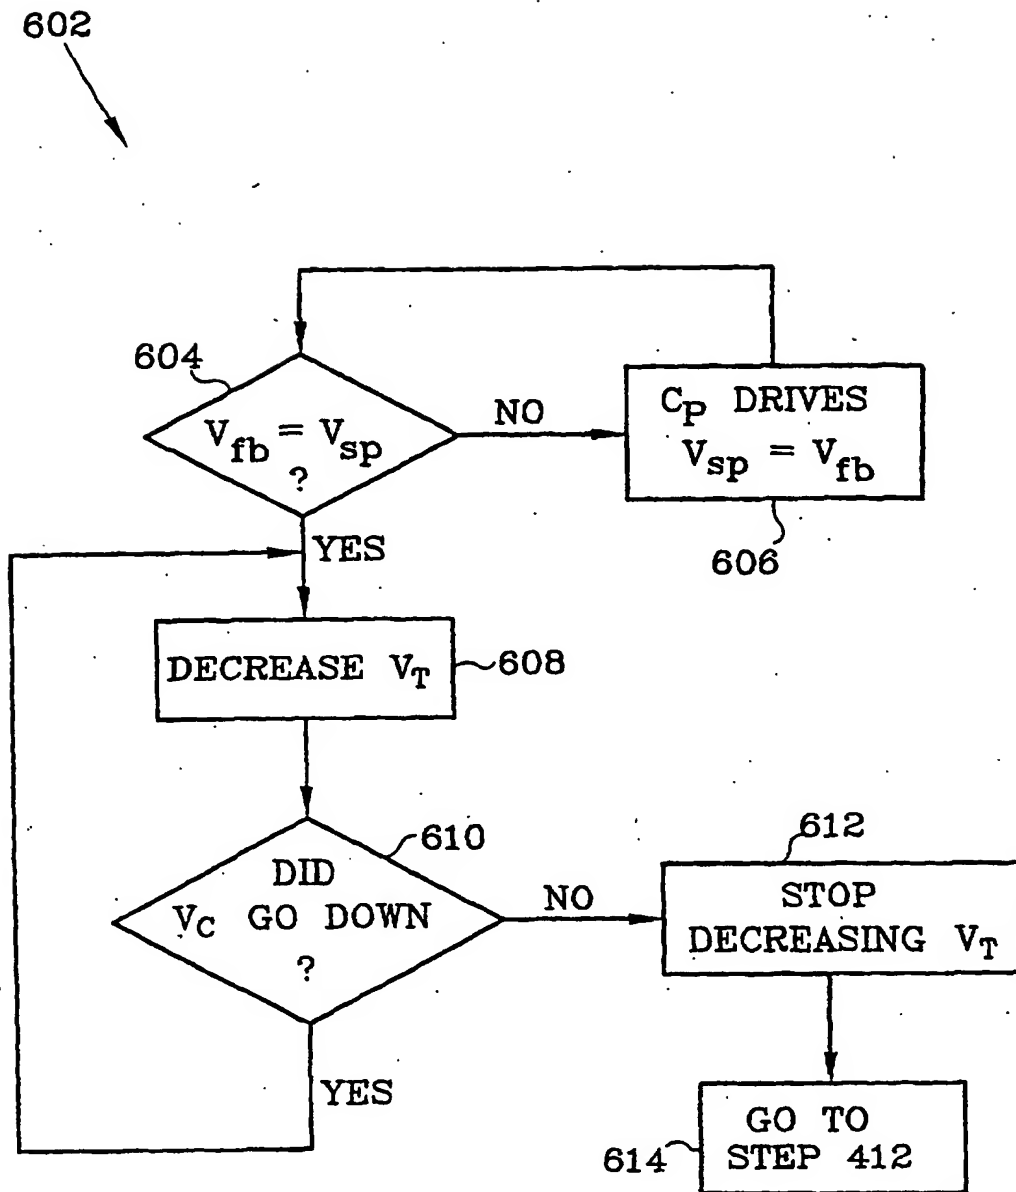 602
604
V_fb = V_sp
?
NO
C_P DRIVES
V_sp = V_fb
606
YES
DECREASE V_T
608
610
DID
V_C GO DOWN
?
NO
612
STOP
DECREASING V_T
YES
614
GO TO
STEP 412